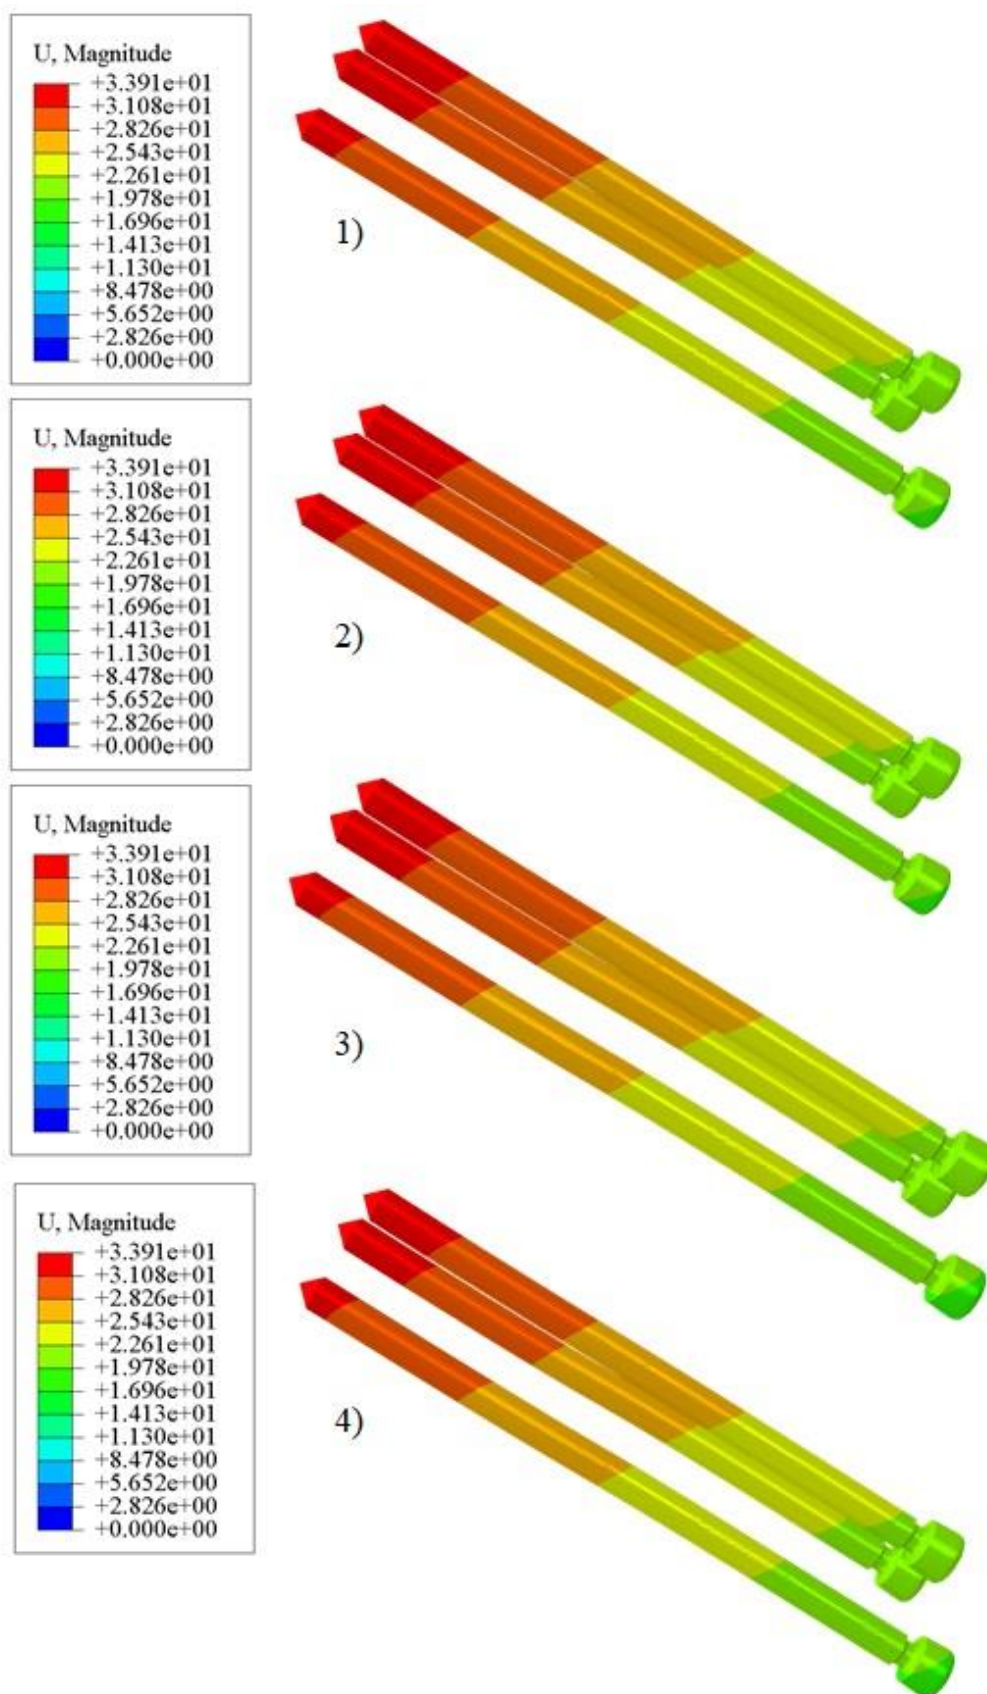 U, Magnitude
+3.391e+01
+3.108e+01
+2.826e+01
+2.543e+01
+2.261e+01
+1.978e+01
+1.696e+01
+1.413e+01
+1.130e+01
+8.478e+00
+5.652e+00
+2.826e+00
+0.000e+00
1)
U, Magnitude
+3.391e+01
+3.108e+01
+2.826e+01
+2.543e+01
+2.261e+01
+1.978e+01
+1.696e+01
+1.413e+01
+1.130e+01
+8.478e+00
+5.652e+00
+2.826e+00
+0.000e+00
2)
U, Magnitude
+3.391e+01
+3.108e+01
+2.826e+01
+2.543e+01
+2.261e+01
+1.978e+01
+1.696e+01
+1.413e+01
+1.130e+01
+8.478e+00
+5.652e+00
+2.826e+00
+0.000e+00
3)
U, Magnitude
+3.391e+01
+3.108e+01
+2.826e+01
+2.543e+01
+2.261e+01
+1.978e+01
+1.696e+01
+1.413e+01
+1.130e+01
+8.478e+00
+5.652e+00
+2.826e+00
+0.000e+00
4)